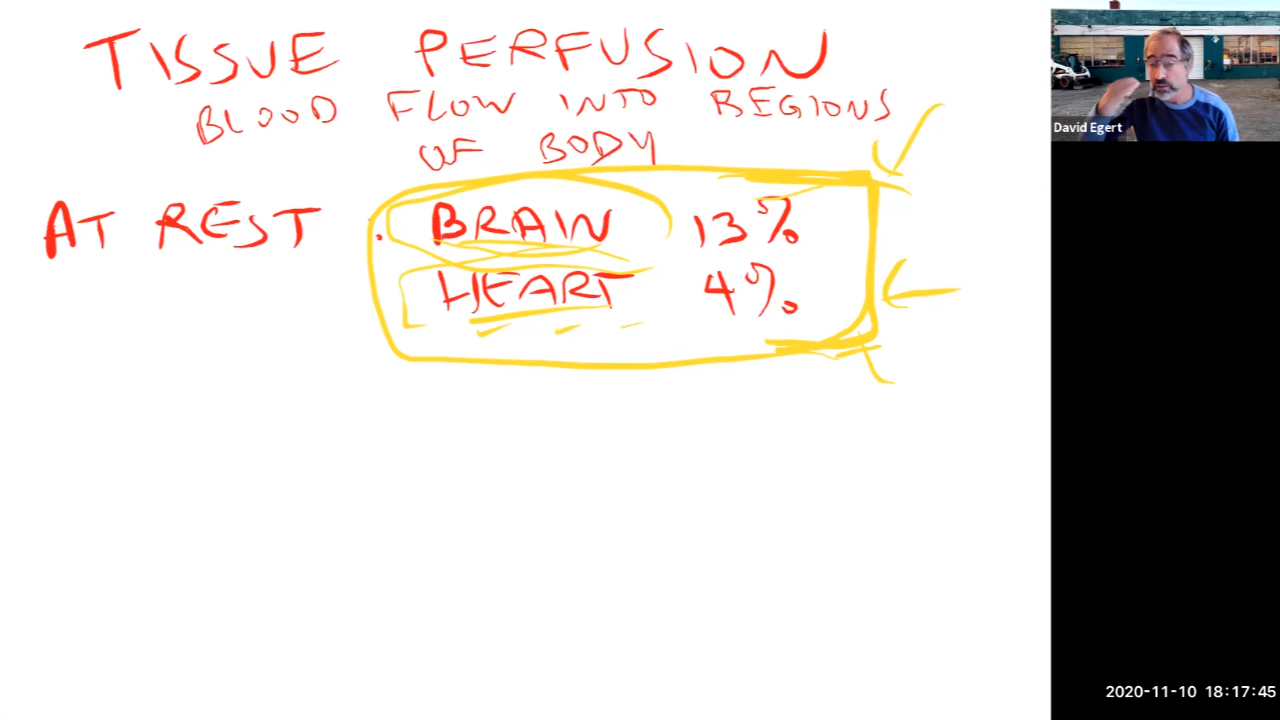 TISSUE PERFUSION
BLOOD FLOW INTO REGIONS
OF BODY
AT REST . BRAIN 13%
HEART 4%
David Egert
2020-11-10 18:17:45